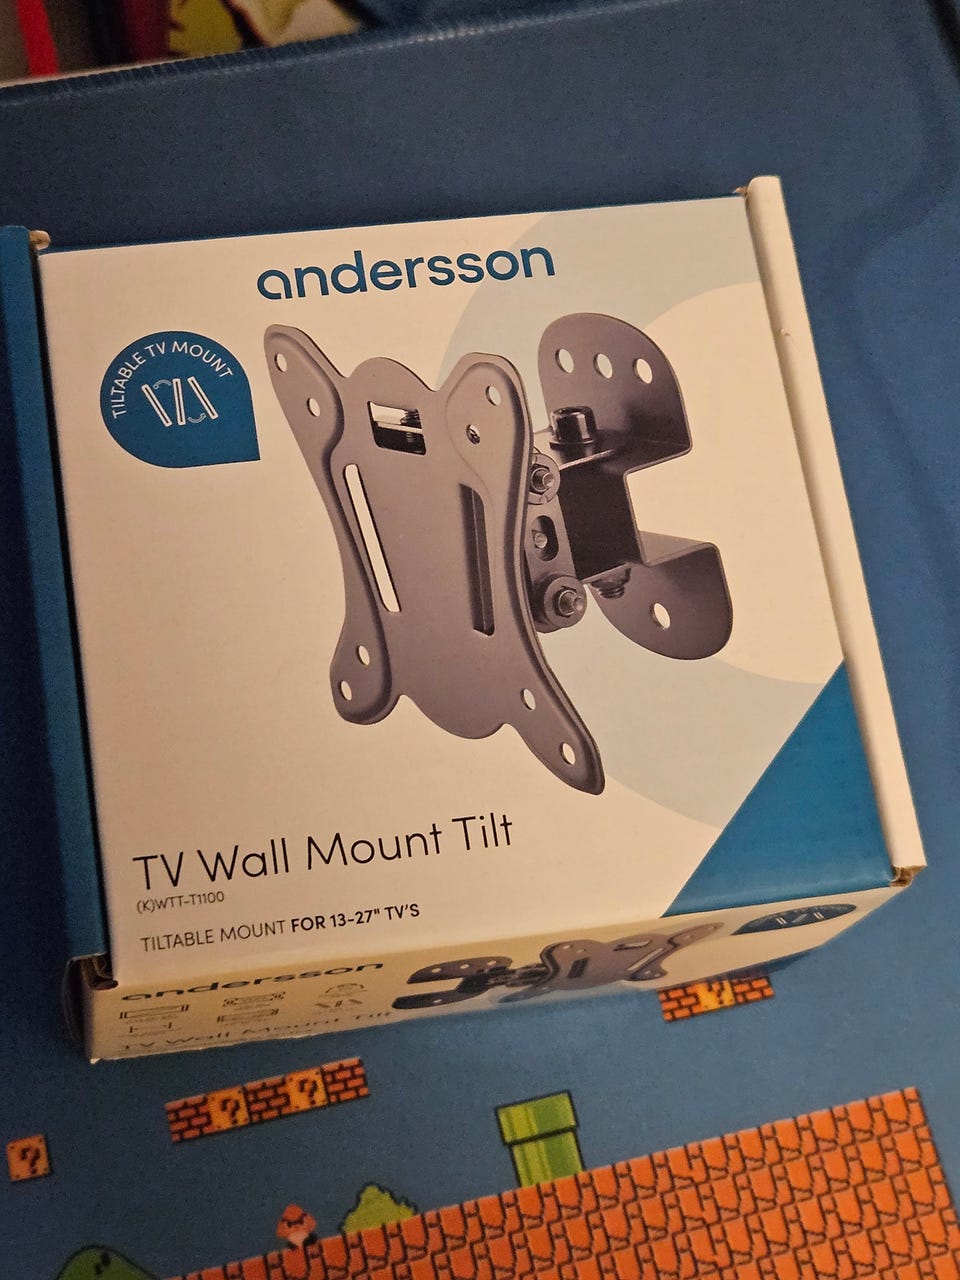 andersson
TILTABLE TV MOUNT
TV Wall Mount Tilt
(K)WTT-T1100
TILTABLE MOUNT FOR 13-27" TV'S
andersson
TV Wall Mount Tilt
?
?
?